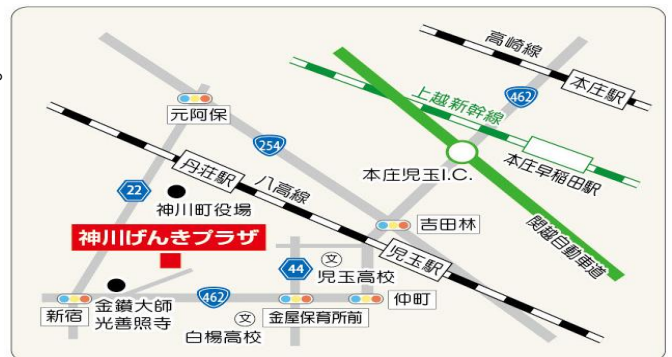 高崎線
本庄駅
462
上越新幹線
本庄早稲田駅
元阿保
254
本庄児玉I.C.
丹荘駅
八高線
22
神川町役場
関越自動車道
吉田林
神川げんきプラザ
児玉駅
文
児玉高校
44
462
仲町
新宿
金鑚大師
光善照寺
文
白楊高校
金屋保育所前